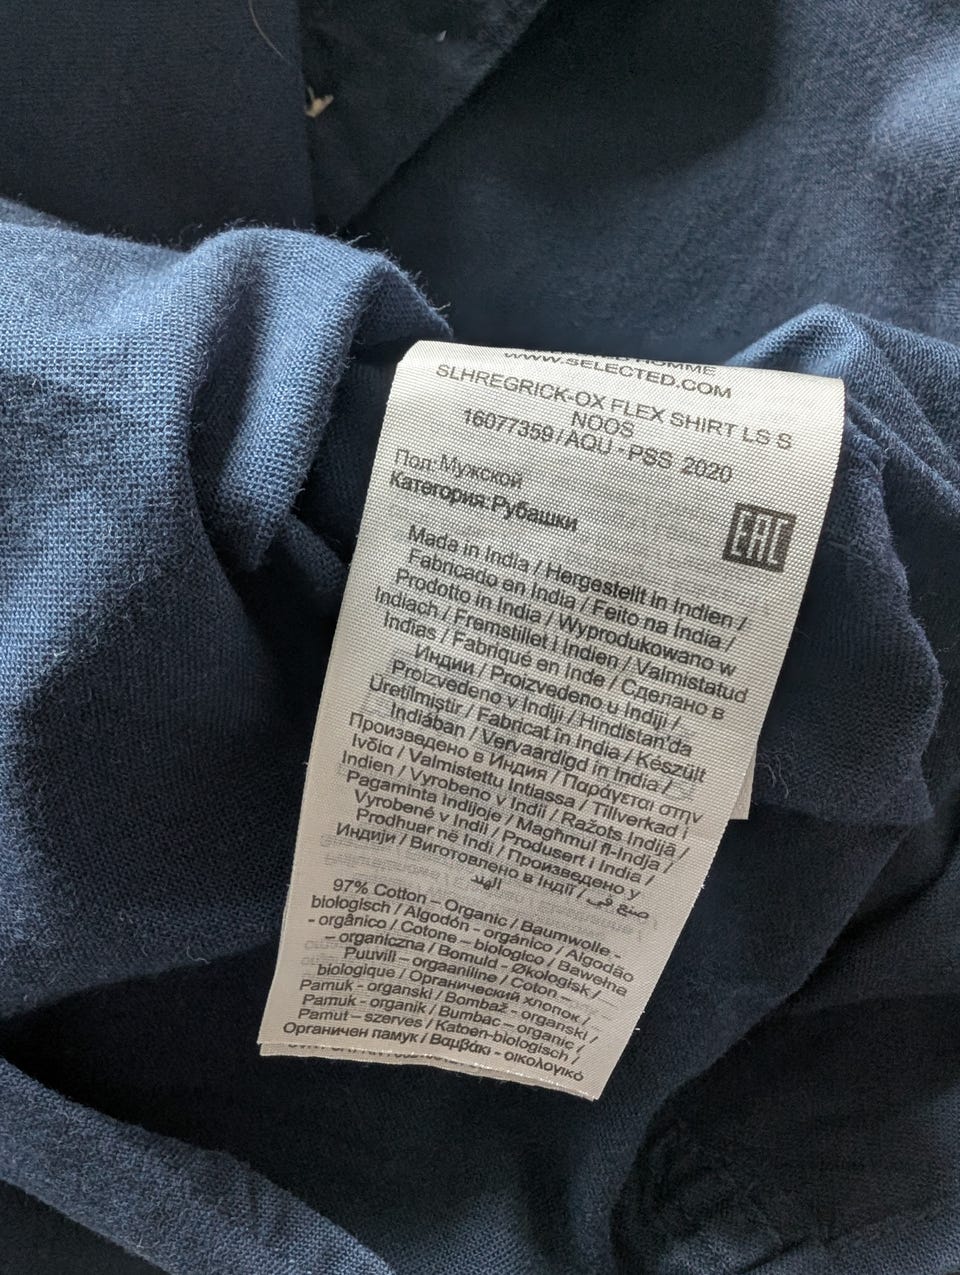 HOMME
WWW.SELECTED.COM
SLHREGRICK-OX FLEX SHIRT LS S
NOOS
16077359/AQU - PSS 2020
Пол:Мужской
Категория:Рубашки
EAC
Made in India / Hergestellt in Indien /
Fabricado en India / Feito na Índia /
Prodotto in India / Wyprodukowano w
Indiach / Fremstillet i Indien / Valmistatud
Indias / Fabriqué en Inde / Сделано в
Индии / Proizvedeno u Indiji /
Proizvedeno v Indiji / Hindistan'da
Üretilmiştir / Fabricat în India / Készült
Indiában / Vervaardigd in India /
Произведено в Индия / Παράγεται στην
Ινδία / Valmistettu Intiassa / Tillverkad i
Indien / Vyrobeno v Indii / Ražots Indijā /
Pagaminta Indijoje / Magħmul fl-Indja /
Vyrobené v Indii / Produsert i India /
Prodhuar në Indi / Произведено у
Индији / Виготовлено в Індії / صنع في
الهند
97% Cotton – Organic / Baumwolle -
biologisch / Algodón - orgánico / Algodão
- orgânico / Cotone – biologico / Bawełna
– organiczna / Bomuld - Økologisk /
Puuvill – orgaaniline / Coton –
biologique / Органический хлопок /
Pamuk - organski / Bombaž - organski /
Pamuk - organik / Bumbac – organic /
Pamut – szerves / Katoen-biologisch /
Органичен памук / Βαμβάκι - οικολογικό